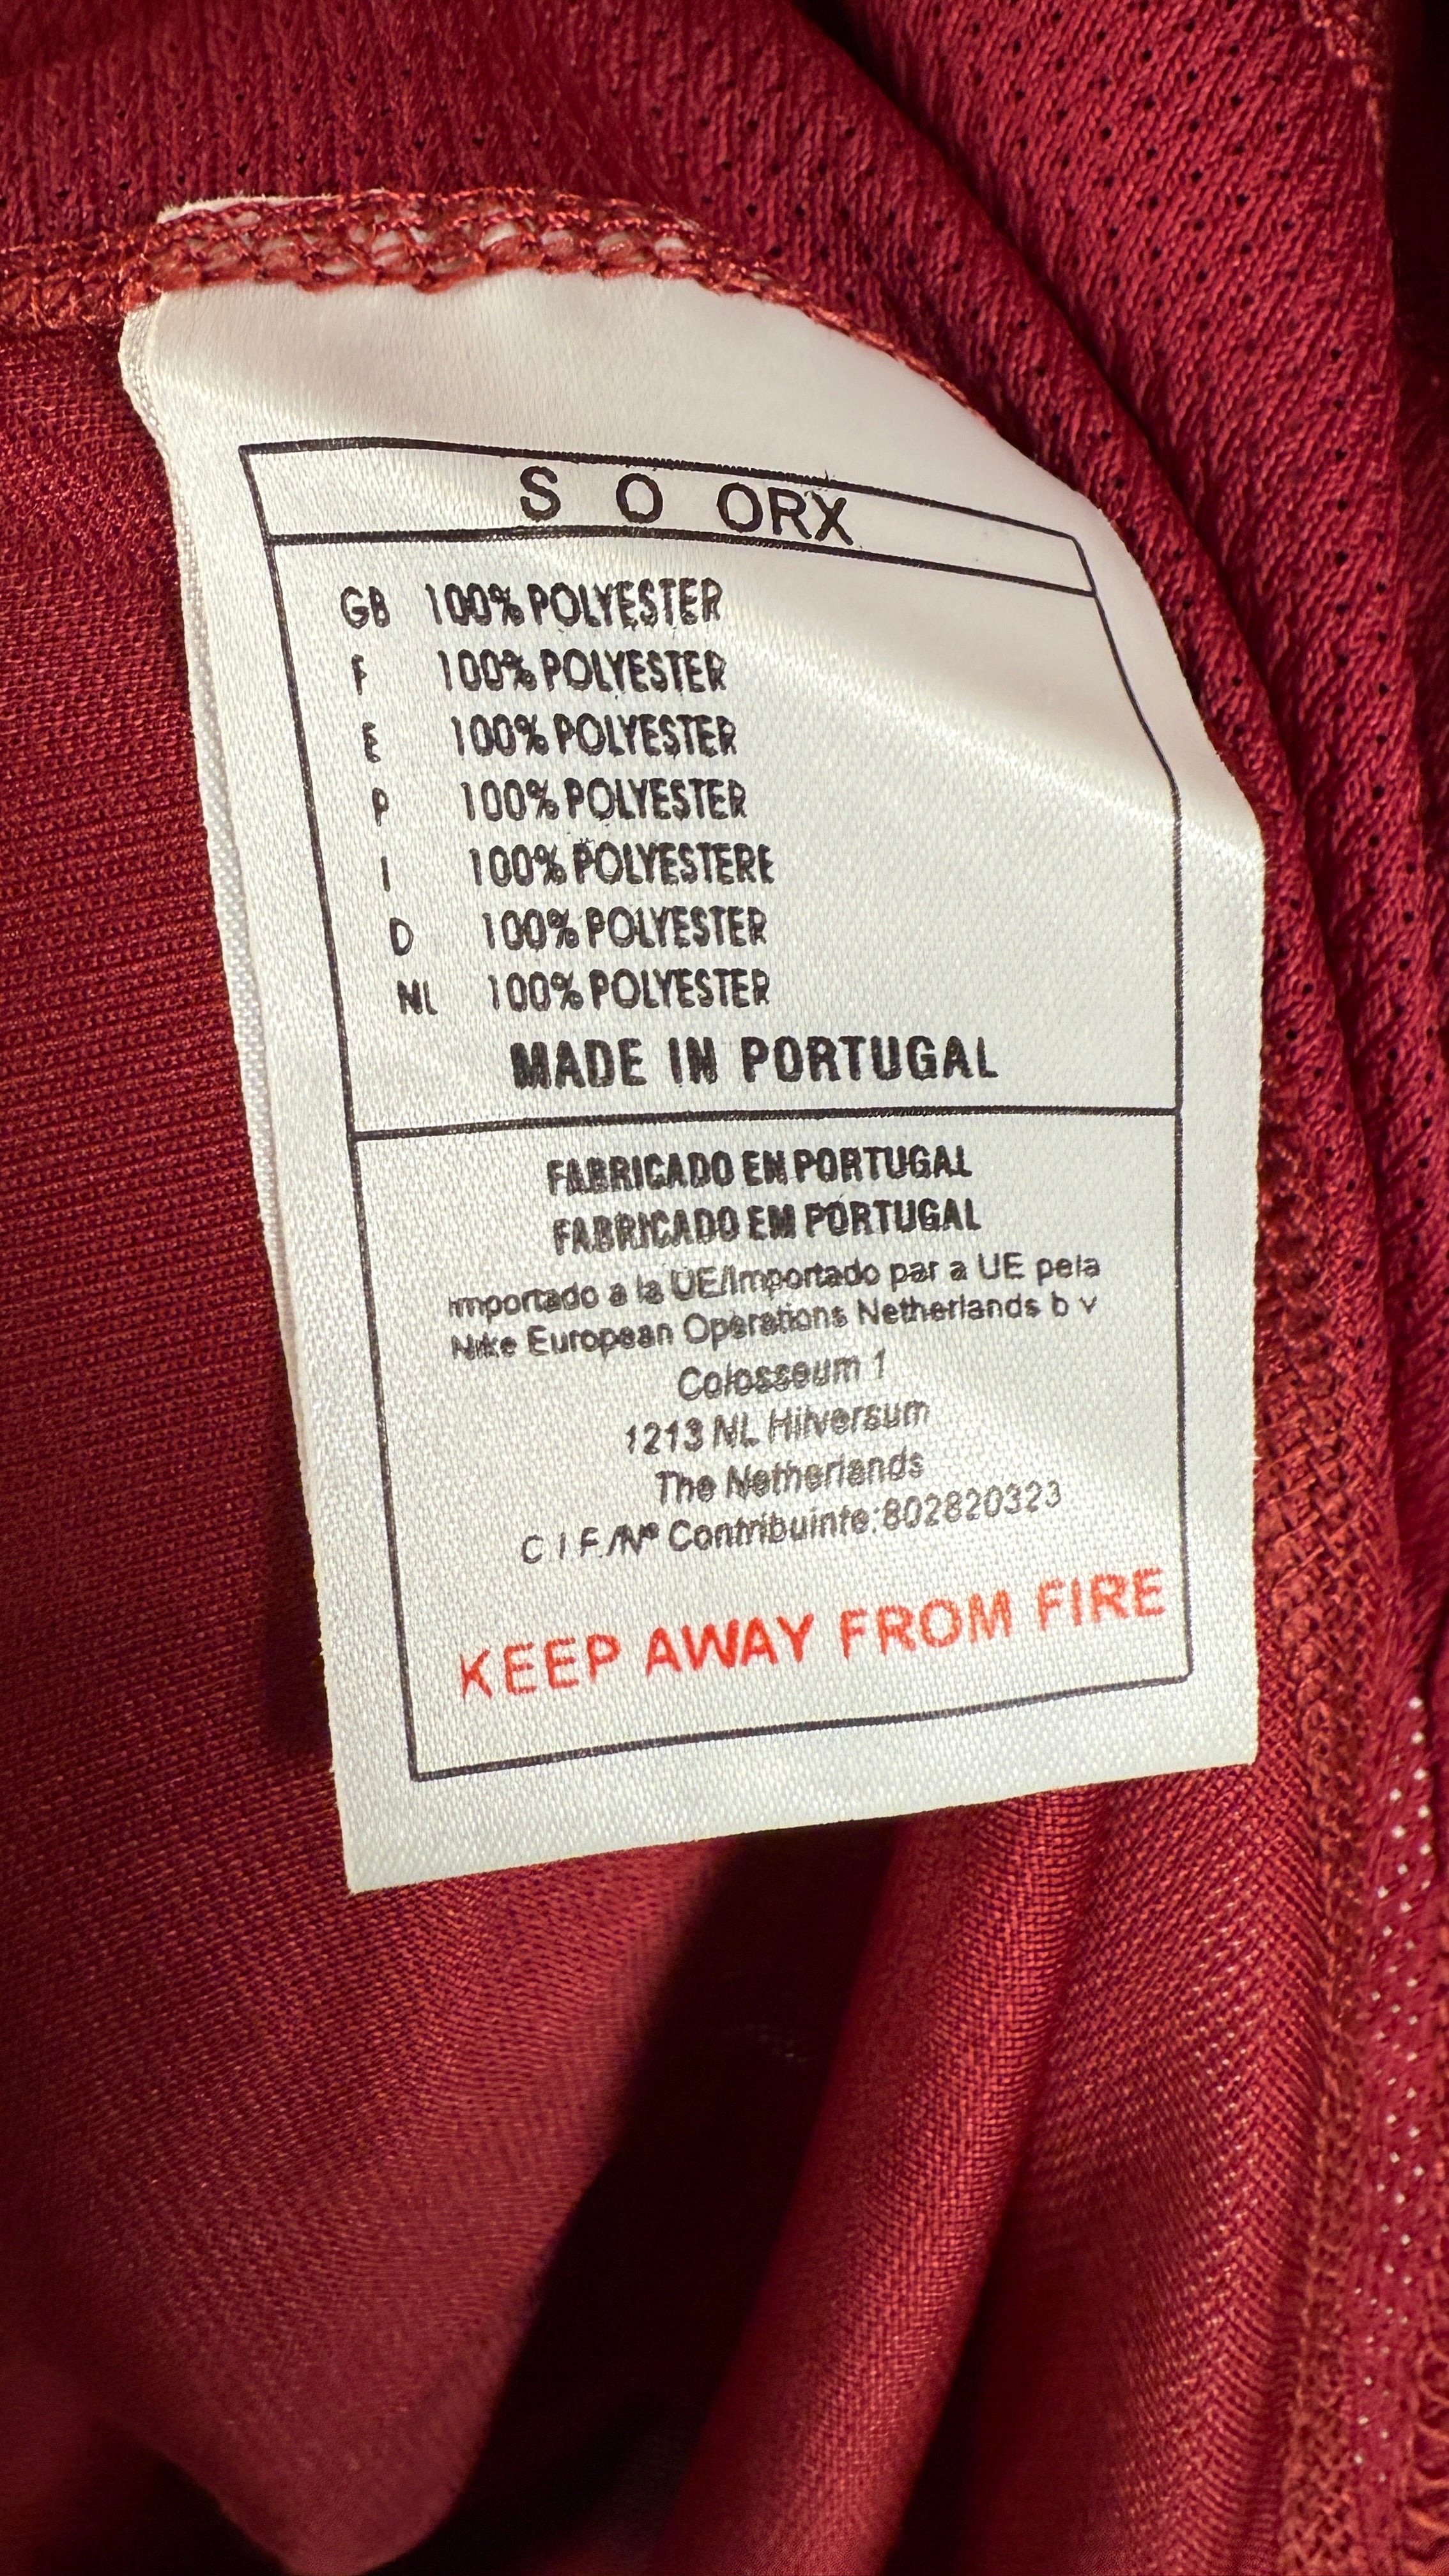 S O ORX
GB 100% POLYESTER
F 100% POLYESTER
E 100% POLYESTER
P 100% POLYESTER
I 100% POLYESTERE
D 100% POLYESTER
NL 100% POLYESTER
MADE IN PORTUGAL
FABRICADO EN PORTUGAL
FABRICADO EM PORTUGAL
Importado a la UE/Importado par a UE pela
Nike European Operations Netherlands b v
Colosseum 1
1213 NL Hilversum
The Netherlands
C I F./Nº Contribuinte:802820323
KEEP AWAY FROM FIRE